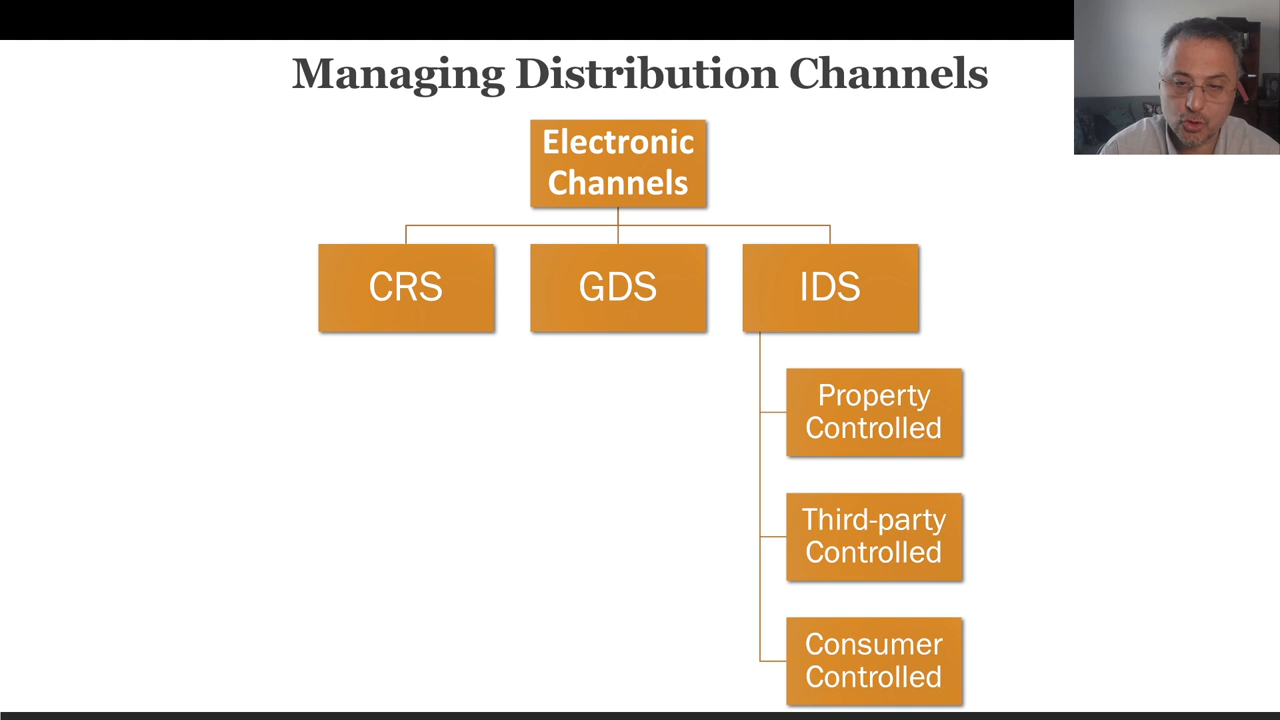 Managing Distribution Channels
Electronic
Channels
CRS
GDS
IDS
Property
Controlled
Third-party
Controlled
Consumer
Controlled